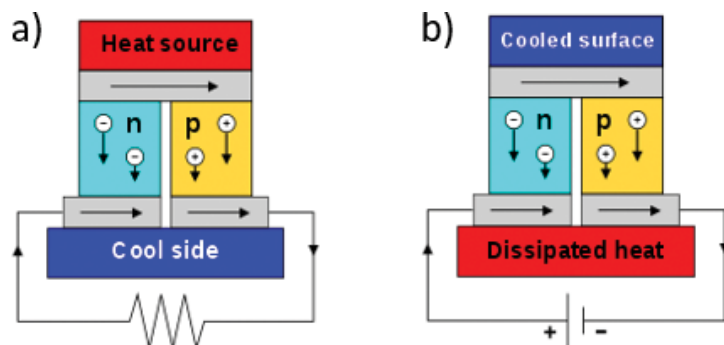 a)
Heat source
n
p
Cool side
b)
Cooled surface
n
p
Dissipated heat
+
−